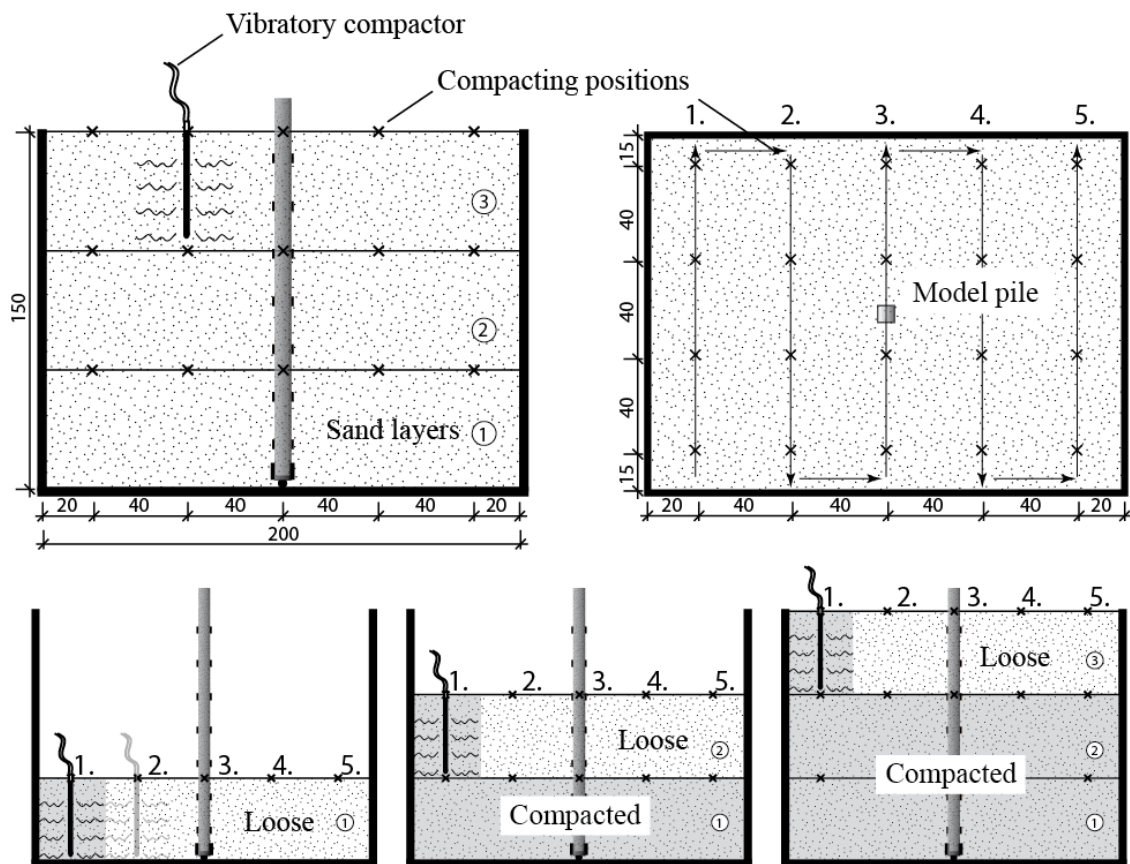 Vibratory compactor
Compacting positions
1. 2. 3. 4. 5.
③
②
Sand layers ①
150
20 40 40 40 40 20
200
15
40
40
40
15
Model pile
20 40 40 40 40 20
1. 2. 3. 4. 5.
Loose ①
1. 2. 3. 4. 5.
Loose ②
Compacted ①
1. 2. 3. 4. 5.
Loose ③
②
Compacted
①